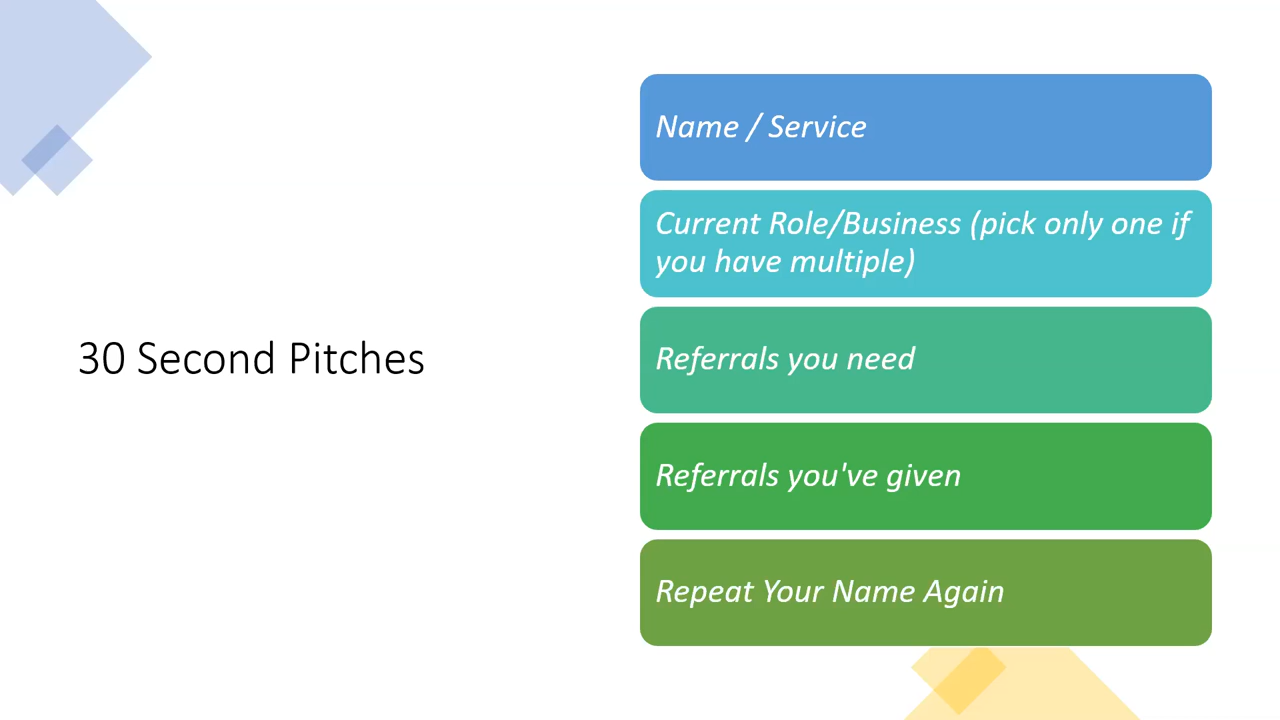 30 Second Pitches
Name / Service
Current Role/Business (pick only one if
you have multiple)
Referrals you need
Referrals you've given
Repeat Your Name Again